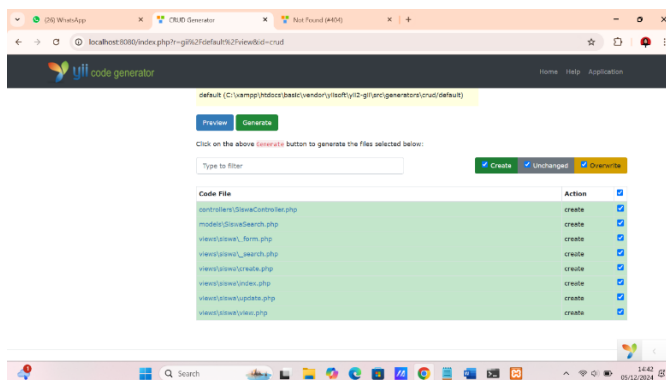 (26) WhatsApp
CRUD Generator
Not Found (#404)
localhost:8080/index.php?r=gii%2Fdefault%2Fview&id=crud
yii code generator
Home Help Application
default (C:\xampp\htdocs\basic\vendor\yiisoft\yii2-gii\src\generators\crud/default)
Preview Generate
Click on the above Generate button to generate the files selected below:
Type to filter
Create Unchanged Overwrite
Code File Action
controllers\SiswaController.php create
models\SiswaSearch.php create
views\siswa\_form.php create
views\siswa\_search.php create
views\siswa\create.php create
views\siswa\index.php create
views\siswa\update.php create
views\siswa\view.php create
Search
14:42
05/12/2024